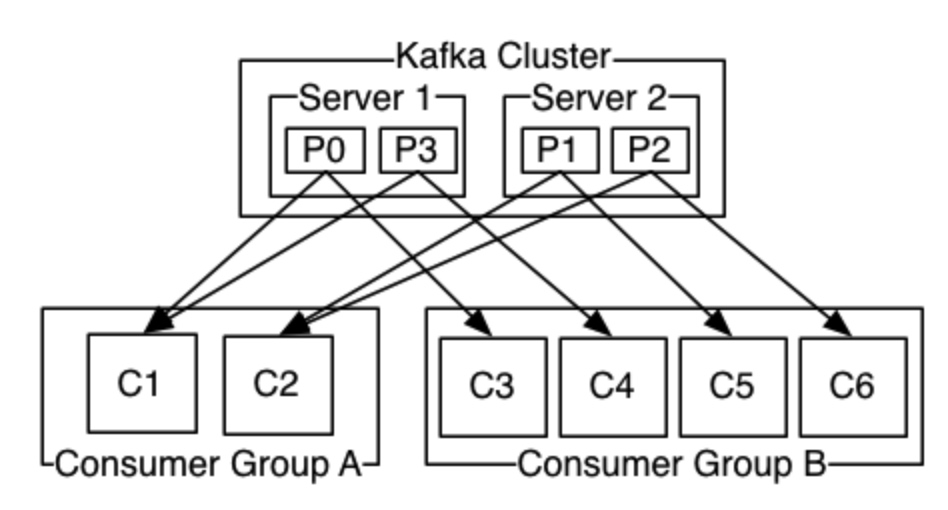 Kafka Cluster
Server 1 Server 2
P0 P3 P1 P2
C1 C2 C3 C4 C5 C6
Consumer Group A Consumer Group B